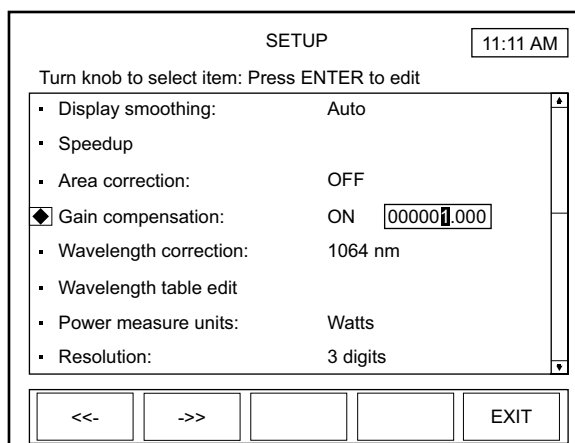 SETUP 11:11 AM
Turn knob to select item: Press ENTER to edit
Display smoothing: Auto
Speedup
Area correction: OFF
Gain compensation: ON 000001.000
Wavelength correction: 1064 nm
Wavelength table edit
Power measure units: Watts
Resolution: 3 digits
<<- ->> EXIT